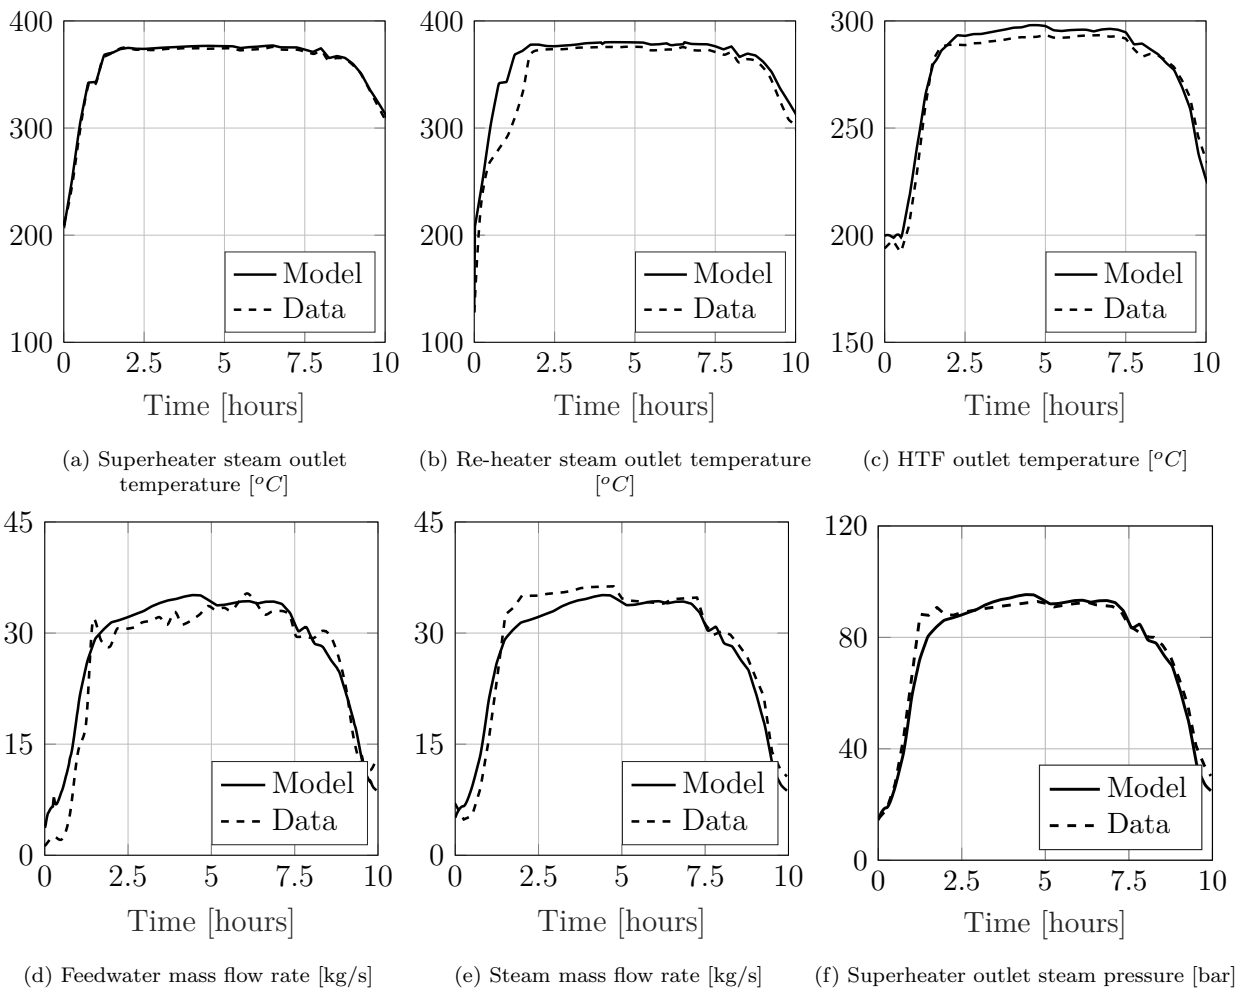 400
300
200
100
0 2.5 5 7.5 10
Model
Data
Time [hours]
(a) Superheater steam outlet
temperature [°C]
400
300
200
100
0 2.5 5 7.5 10
Model
Data
Time [hours]
(b) Re-heater steam outlet temperature
[°C]
300
250
200
150
0 2.5 5 7.5 10
Model
Data
Time [hours]
(c) HTF outlet temperature [°C]
45
30
15
0
0 2.5 5 7.5 10
Model
Data
Time [hours]
(d) Feedwater mass flow rate [kg/s]
45
30
15
0
0 2.5 5 7.5 10
Model
Data
Time [hours]
(e) Steam mass flow rate [kg/s]
120
80
40
0
0 2.5 5 7.5 10
Model
Data
Time [hours]
(f) Superheater outlet steam pressure [bar]